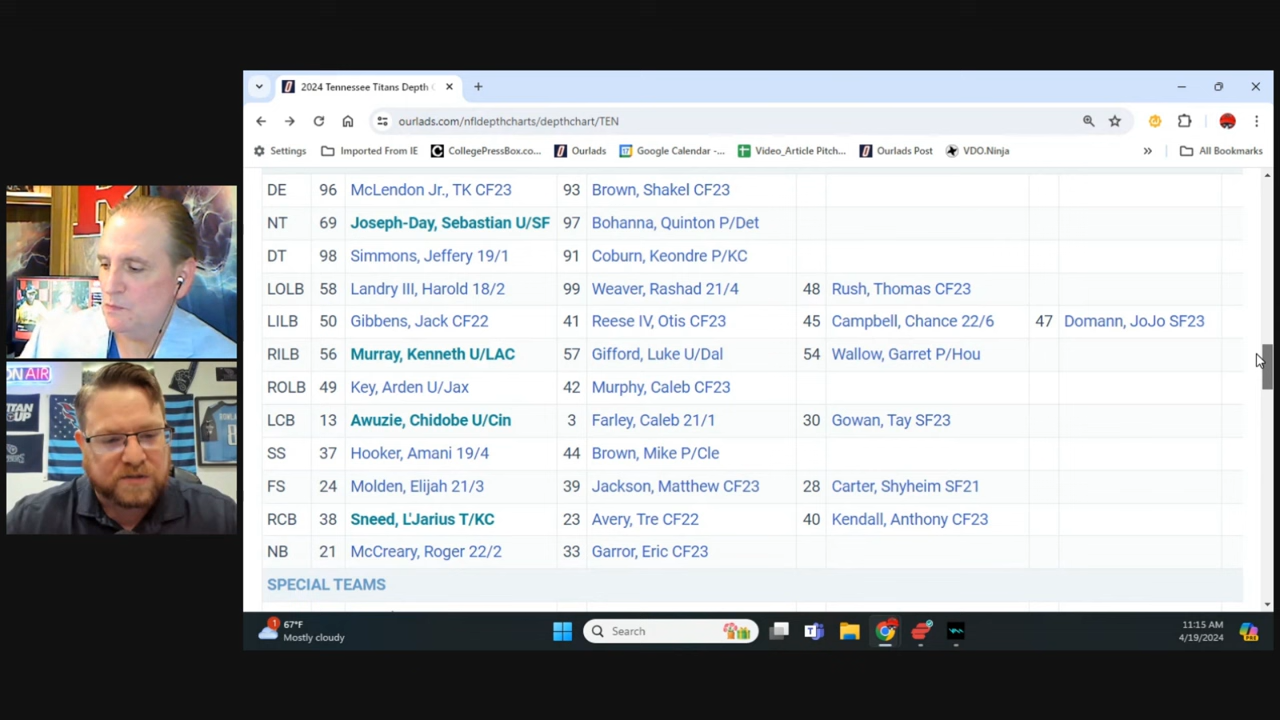 2024 Tennessee Titans Depth C
ourlads.com/nfldepthcharts/depthchart/TEN
Settings Imported From IE CollegePressBox.co... Ourlads Google Calendar -... Video_Article Pitch... Ourlads Post VDO.Ninja » All Bookmarks
DE 96 McLendon Jr., TK CF23 93 Brown, Shakel CF23
NT 69 Joseph-Day, Sebastian U/SF 97 Bohanna, Quinton P/Det
DT 98 Simmons, Jeffery 19/1 91 Coburn, Keondre P/KC
LOLB 58 Landry III, Harold 18/2 99 Weaver, Rashad 21/4 48 Rush, Thomas CF23
LILB 50 Gibbens, Jack CF22 41 Reese IV, Otis CF23 45 Campbell, Chance 22/6 47 Domann, JoJo SF23
RILB 56 Murray, Kenneth U/LAC 57 Gifford, Luke U/Dal 54 Wallow, Garret P/Hou
ROLB 49 Key, Arden U/Jax 42 Murphy, Caleb CF23
LCB 13 Awuzie, Chidobe U/Cin 3 Farley, Caleb 21/1 30 Gowan, Tay SF23
SS 37 Hooker, Amani 19/4 44 Brown, Mike P/Cle
FS 24 Molden, Elijah 21/3 39 Jackson, Matthew CF23 28 Carter, Shyheim SF21
RCB 38 Sneed, L'Jarius T/KC 23 Avery, Tre CF22 40 Kendall, Anthony CF23
NB 21 McCreary, Roger 22/2 33 Garror, Eric CF23
SPECIAL TEAMS
ON AIR
TITAN UP
1
67°F
Mostly cloudy
Search
11:15 AM
4/19/2024